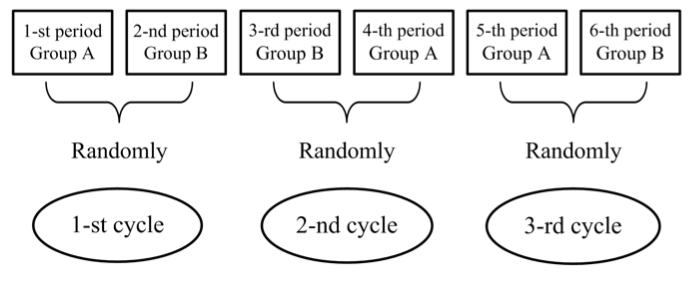 1-st period
Group A
2-nd period
Group B
3-rd period
Group B
4-th period
Group A
5-th period
Group A
6-th period
Group B
Randomly
Randomly
Randomly
1-st cycle
2-nd cycle
3-rd cycle